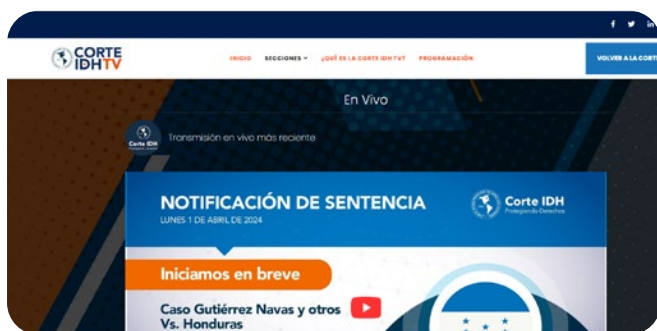 CORTE
IDHTV
INICIO SECCIONES ¿QUÉ ES LA CORTE IDH TV? PROGRAMACIÓN
VOLVER A LA CORTE
En Vivo
Corte IDH
Transmisión en vivo más reciente
NOTIFICACIÓN DE SENTENCIA
LUNES 1 DE ABRIL DE 2024
Corte IDH
Protegiendo Derechos
Iniciamos en breve
Caso Gutiérrez Navas y otros
Vs. Honduras